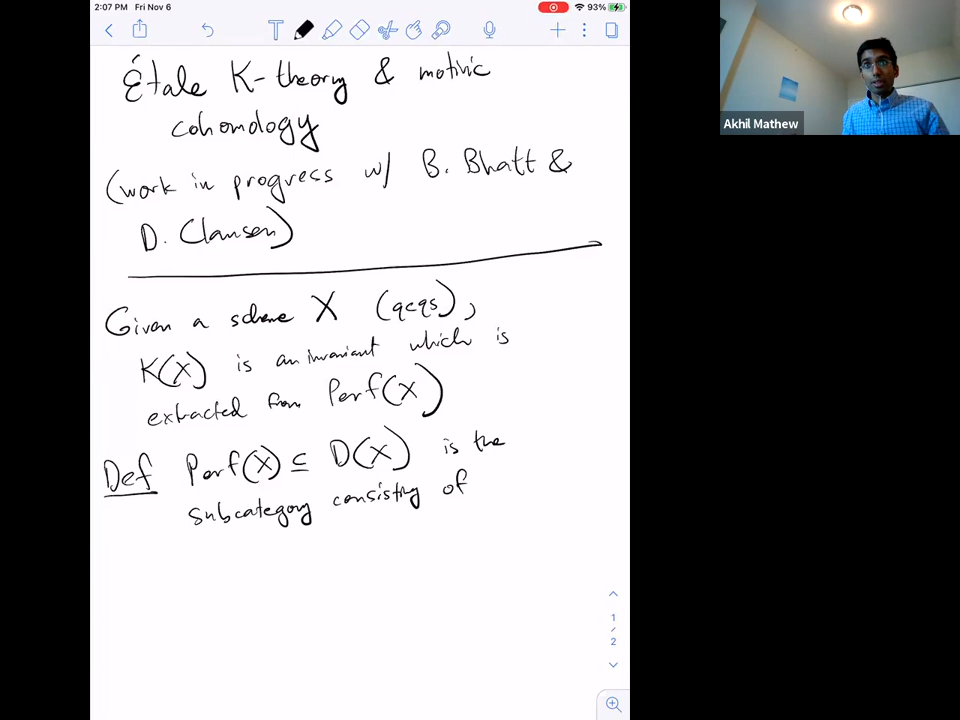 2:07 PM Fri Nov 6
93%
Étale K-theory & motivic
cohomology
(work in progress w/ B. Bhatt &
D. Clausen)
Given a scheme X (qcqs),
K(X) is an invariant which is
extracted from Perf(X)
Def Perf(X) ⊆ D(X) is the
subcategory consisting of
1
/
2
Akhil Mathew